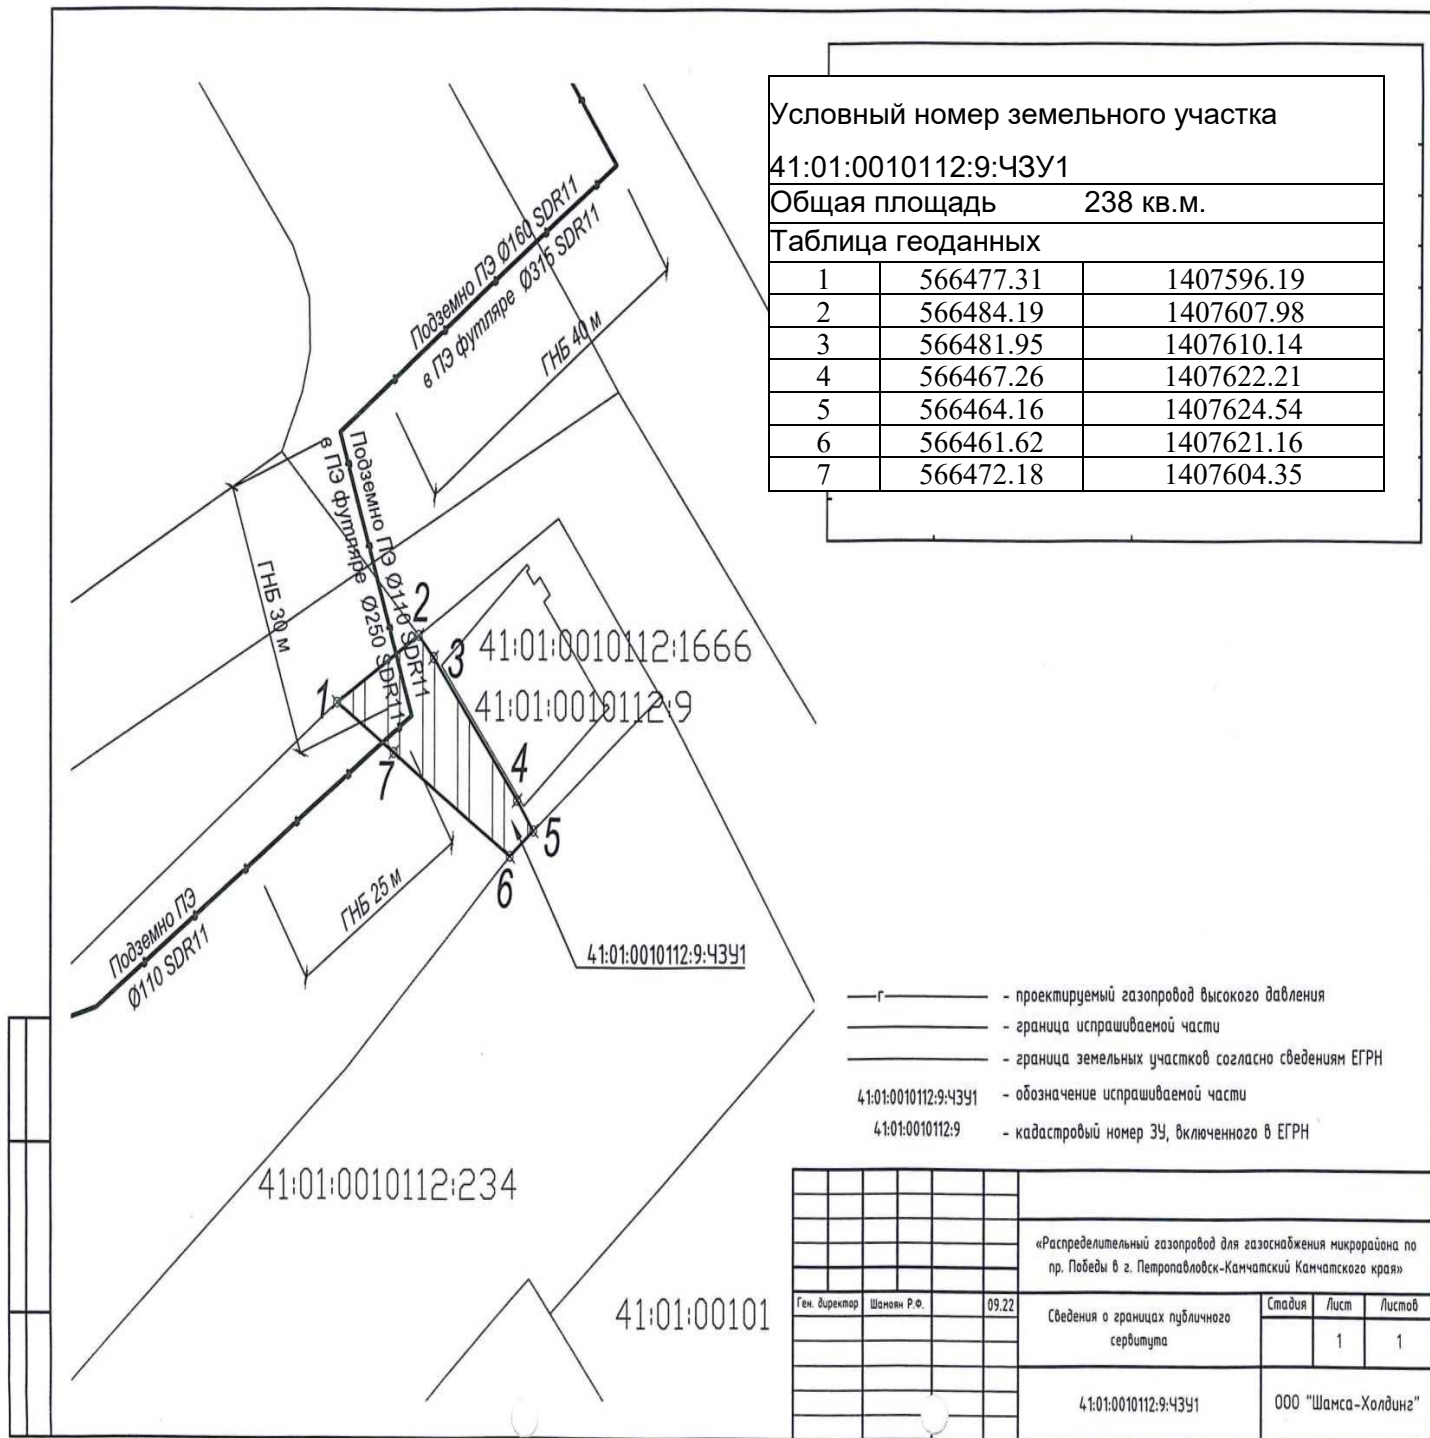 Условный номер земельного участка
41:01:0010112:9:ЧЗУ1
Общая площадь 238 кв.м.
Таблица геоданных
1 566477.31 1407596.19
2 566484.19 1407607.98
3 566481.95 1407610.14
4 566467.26 1407622.21
5 566464.16 1407624.54
6 566461.62 1407621.16
7 566472.18 1407604.35
Подземно ПЭ Ø160 SDR11
в ПЭ футляре Ø315 SDR11
ГНБ 40 м
Подземно ПЭ Ø110 SDR11
в ПЭ футляре Ø250 SDR11
ГНБ 30 м
2
3
41:01:0010112:1666
1
41:01:0010112:9
7
4
5
6
ГНБ 25 м
Подземно ПЭ
Ø110 SDR11
41:01:0010112:9:ЧЗУ1
г - проектируемый газопровод высокого давления
- граница испрашиваемой части
- граница земельных участков согласно сведениям ЕГРН
41:01:0010112:9:ЧЗУ1 - обозначение испрашиваемой части
41:01:0010112:9 - кадастровый номер ЗУ, включенного в ЕГРН
41:01:0010112:234
41:01:00101
«Распределительный газопровод для газоснабжения микрорайона по
пр. Победы в г. Петропавловск-Камчатский Камчатского края»
Ген. директор Шамоян Р.Ф. 09.22
Сведения о границах публичного
сервитута
Стадия Лист Листов
1 1
41:01:0010112:9:ЧЗУ1
ООО "Шамса-Холдинг"